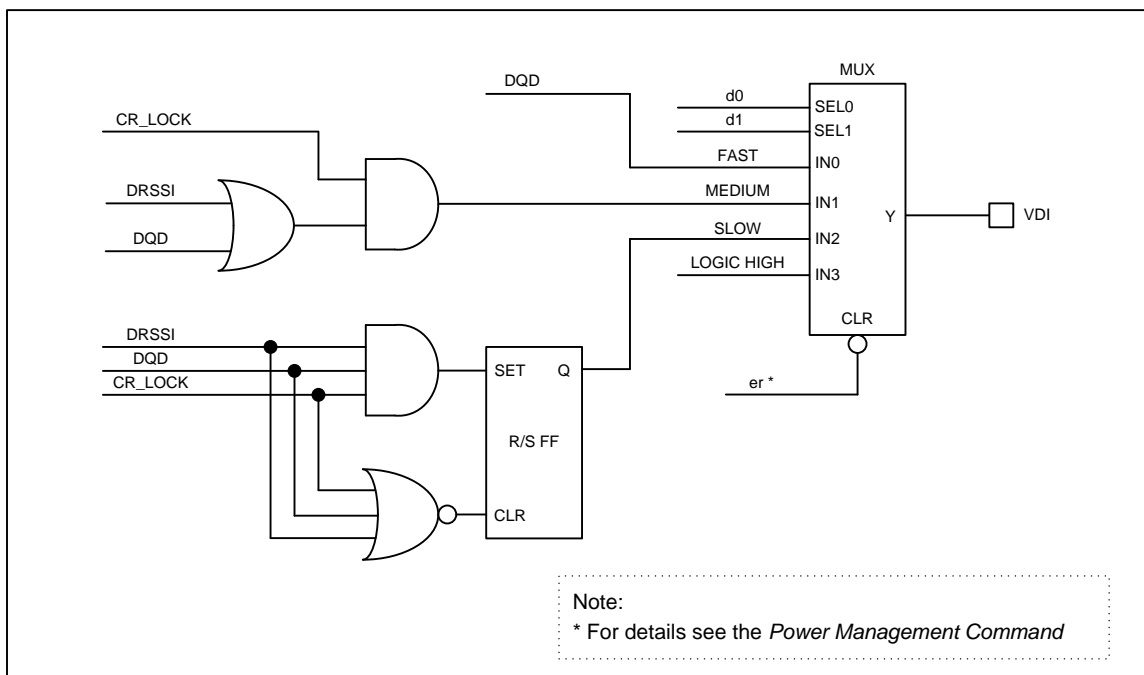 MUX
DQD
d0
SEL0
CR_LOCK
d1
SEL1
FAST
IN0
DRSSI
MEDIUM
IN1
Y
VDI
DQD
SLOW
IN2
LOGIC HIGH
IN3
CLR
DRSSI
DQD
SET
Q
CR_LOCK
er *
R/S FF
CLR
Note:
* For details see the Power Management Command